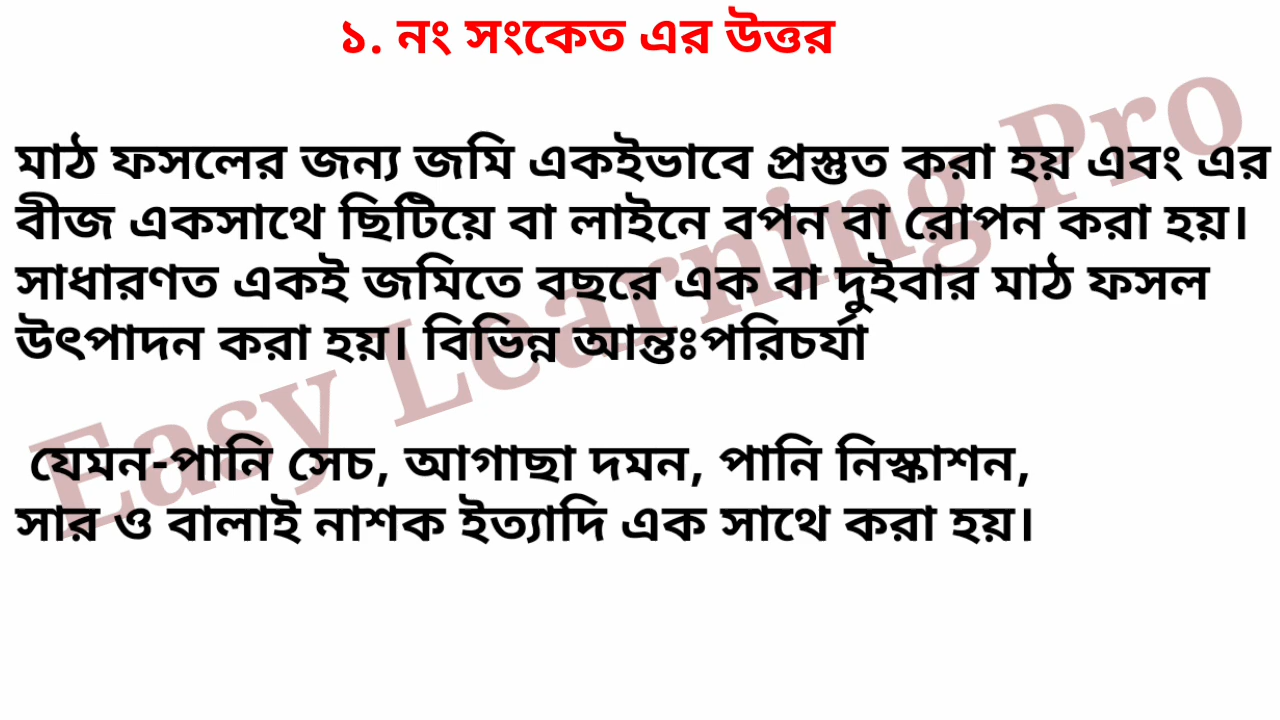 ১. নং সংকেত এর উত্তর
মাঠ ফসলের জন্য জমি একইভাবে প্রস্তুত করা হয় এবং এর
বীজ একসাথে ছিটিয়ে বা লাইনে বপন বা রোপন করা হয়।
সাধারণত একই জমিতে বছরে এক বা দুইবার মাঠ ফসল
উৎপাদন করা হয়। বিভিন্ন আন্তঃপরিচর্যা
যেমন-পানি সেচ, আগাছা দমন, পানি নিস্কাশন,
সার ও বালাই নাশক ইত্যাদি এক সাথে করা হয়।
Easy Learning Pro